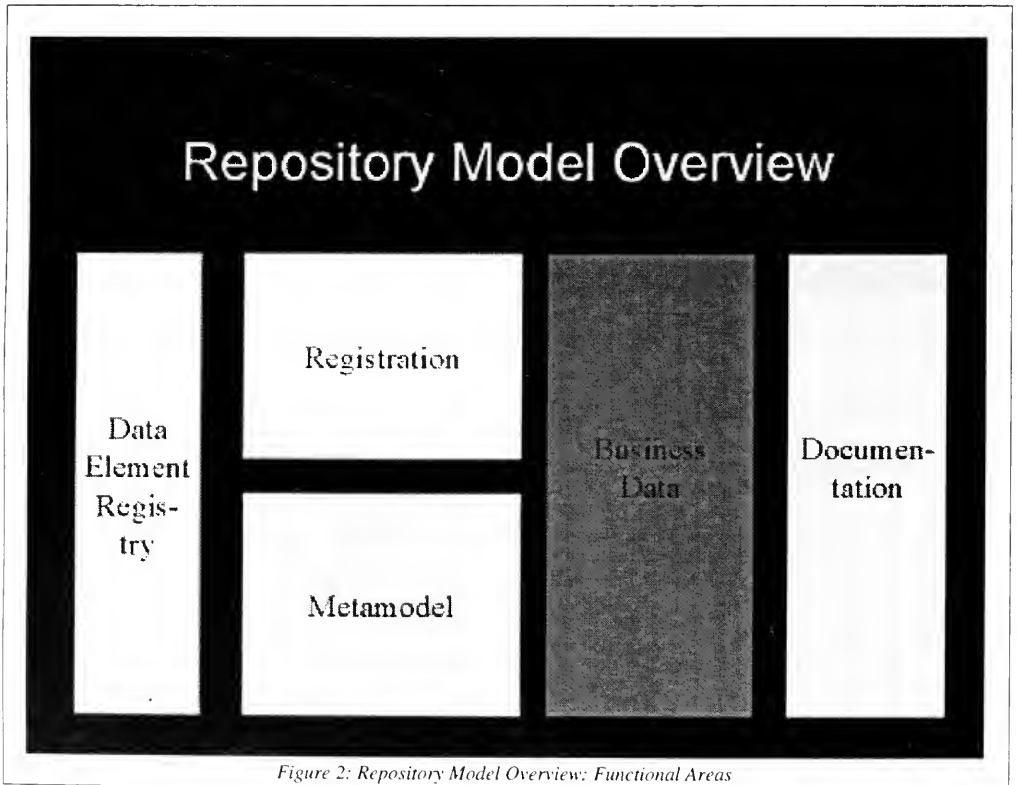 Repository Model Overview
Data
Element
Regis-
try
Registration
Metamodel
Business
Data
Documen-
tation
Figure 2: Repository Model Overview: Functional Areas